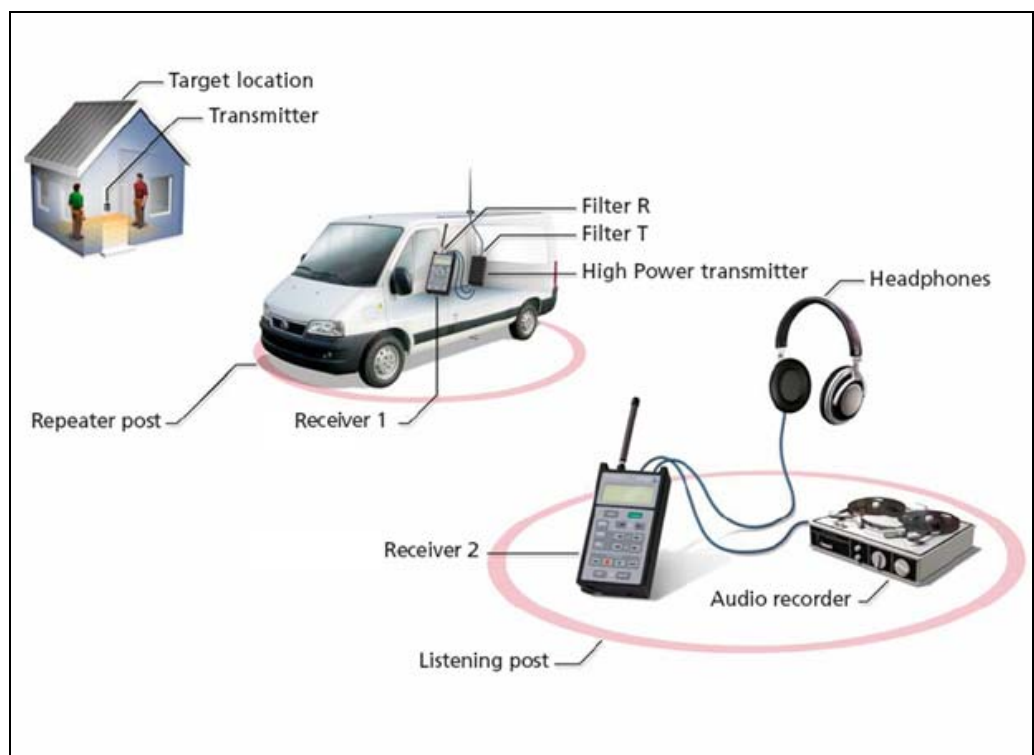 Target location
Transmitter
Filter R
Filter T
High Power transmitter
Headphones
Repeater post
Receiver 1
Receiver 2
Audio recorder
Listening post